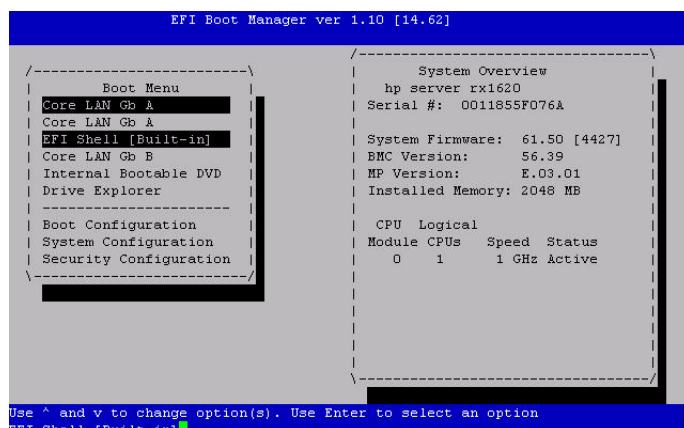 EFI Boot Manager ver 1.10 [14.62]
Boot Menu
Core LAN Gb A
Core LAN Gb A
EFI Shell [Built-in]
Core LAN Gb B
Internal Bootable DVD
Drive Explorer
Boot Configuration
System Configuration
Security Configuration
System Overview
hp server rx1620
Serial #: 0011855F076A
System Firmware: 61.50 [4427]
BMC Version: 56.39
MP Version: E.03.01
Installed Memory: 2048 MB
CPU Logical
Module CPUs Speed Status
0 1 1 GHz Active
Use ^ and v to change option(s). Use Enter to select an option
EFI Shell [Built-in]